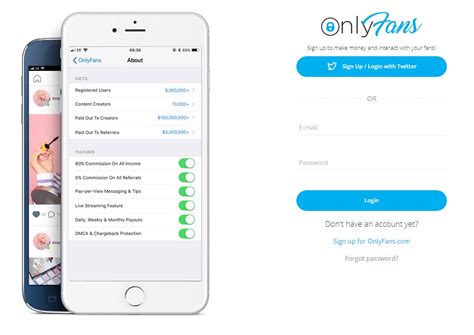 05:35
OnlyFans
About
FACTS
Registered Users 8,000,000+
Content Creators 70,000+
Paid Out To Creators $150,000,000+
Paid Out To Referrers $3,000,000+
FEATURES
80% Commission On All Income
5% Commission On All Referrals
Pay-per-View Messaging & Tips
Live Streaming Feature
Daily, Weekly & Monthly Payouts
DMCA & Chargeback Protection
OnlyFans
Sign up to make money and interact with your fans!
Sign Up / Login with Twitter
OR
E-mail
Password
Login
Don't have an account yet?
Sign up for OnlyFans.com
Forgot password?